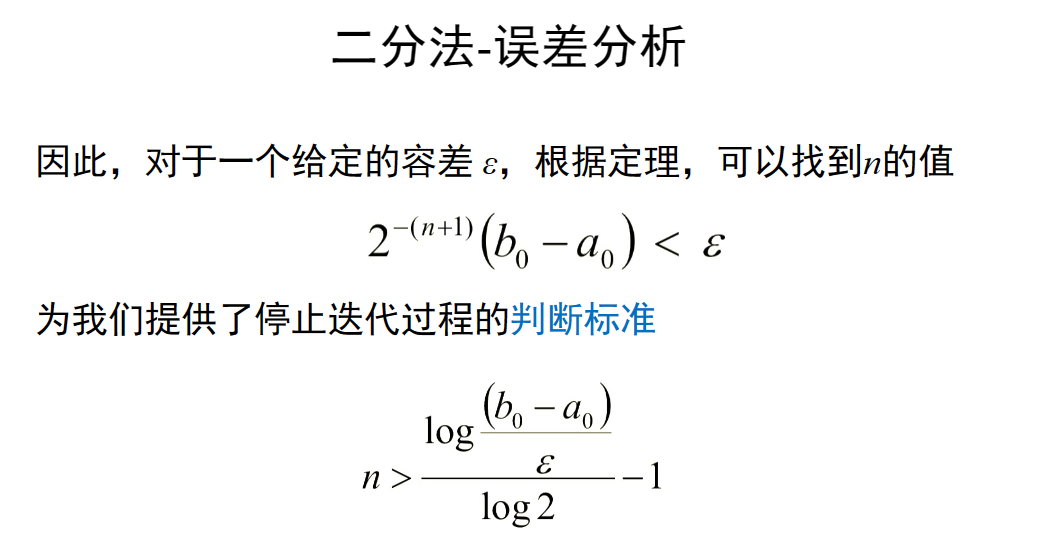 二分法-误差分析
因此，对于一个给定的容差 ε，根据定理，可以找到n的值
2^{-(n+1)}(b_0 − a_0) < ε
为我们提供了停止迭代过程的判断标准
n > \frac{\log \frac{(b_0 − a_0)}{ε}}{\log 2} − 1